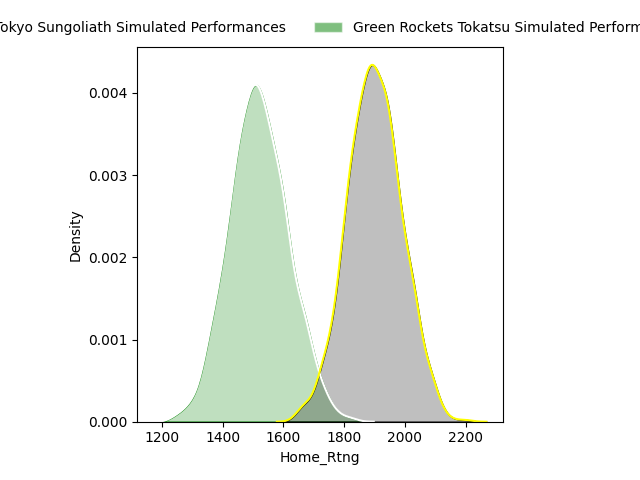 okyo Sungoliath Simulated Performances
Green Rockets Tokatsu Simulated Perform
0.004
0.003
0.002
0.001
0.000
Density
1200 1400 1600 1800 2000 2200
Home_Rtng